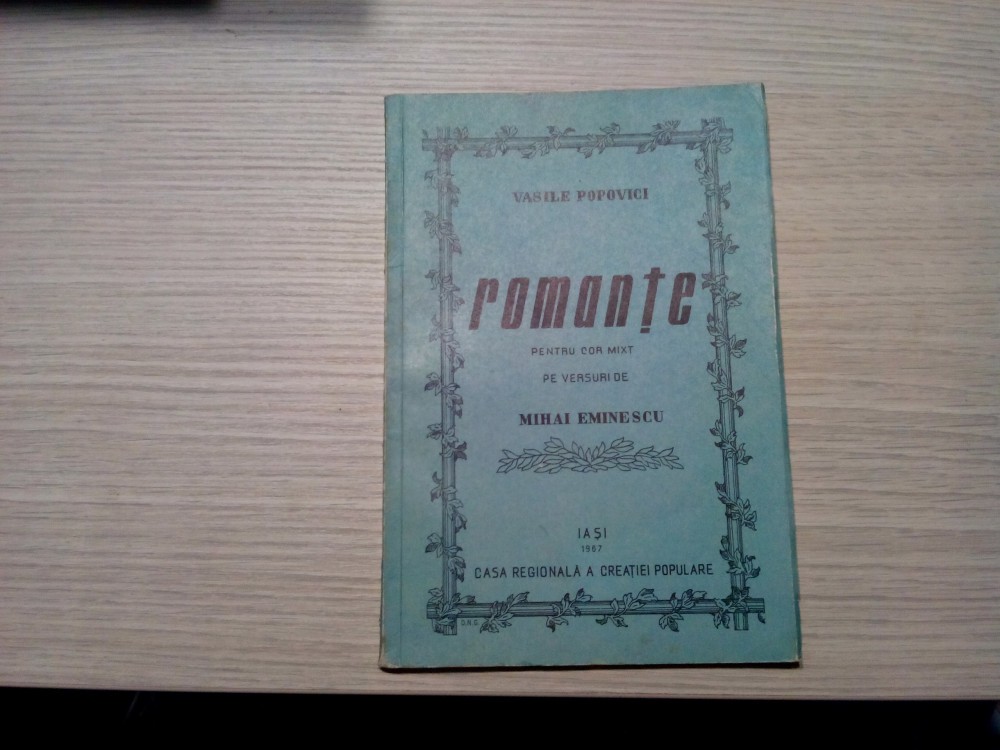 VASILE POPOVICI
romanțe
PENTRU COR MIXT
PE VERSURI DE
MIHAI EMINESCU
IAȘI
1967
CASA REGIONALĂ A CREAȚIEI POPULARE